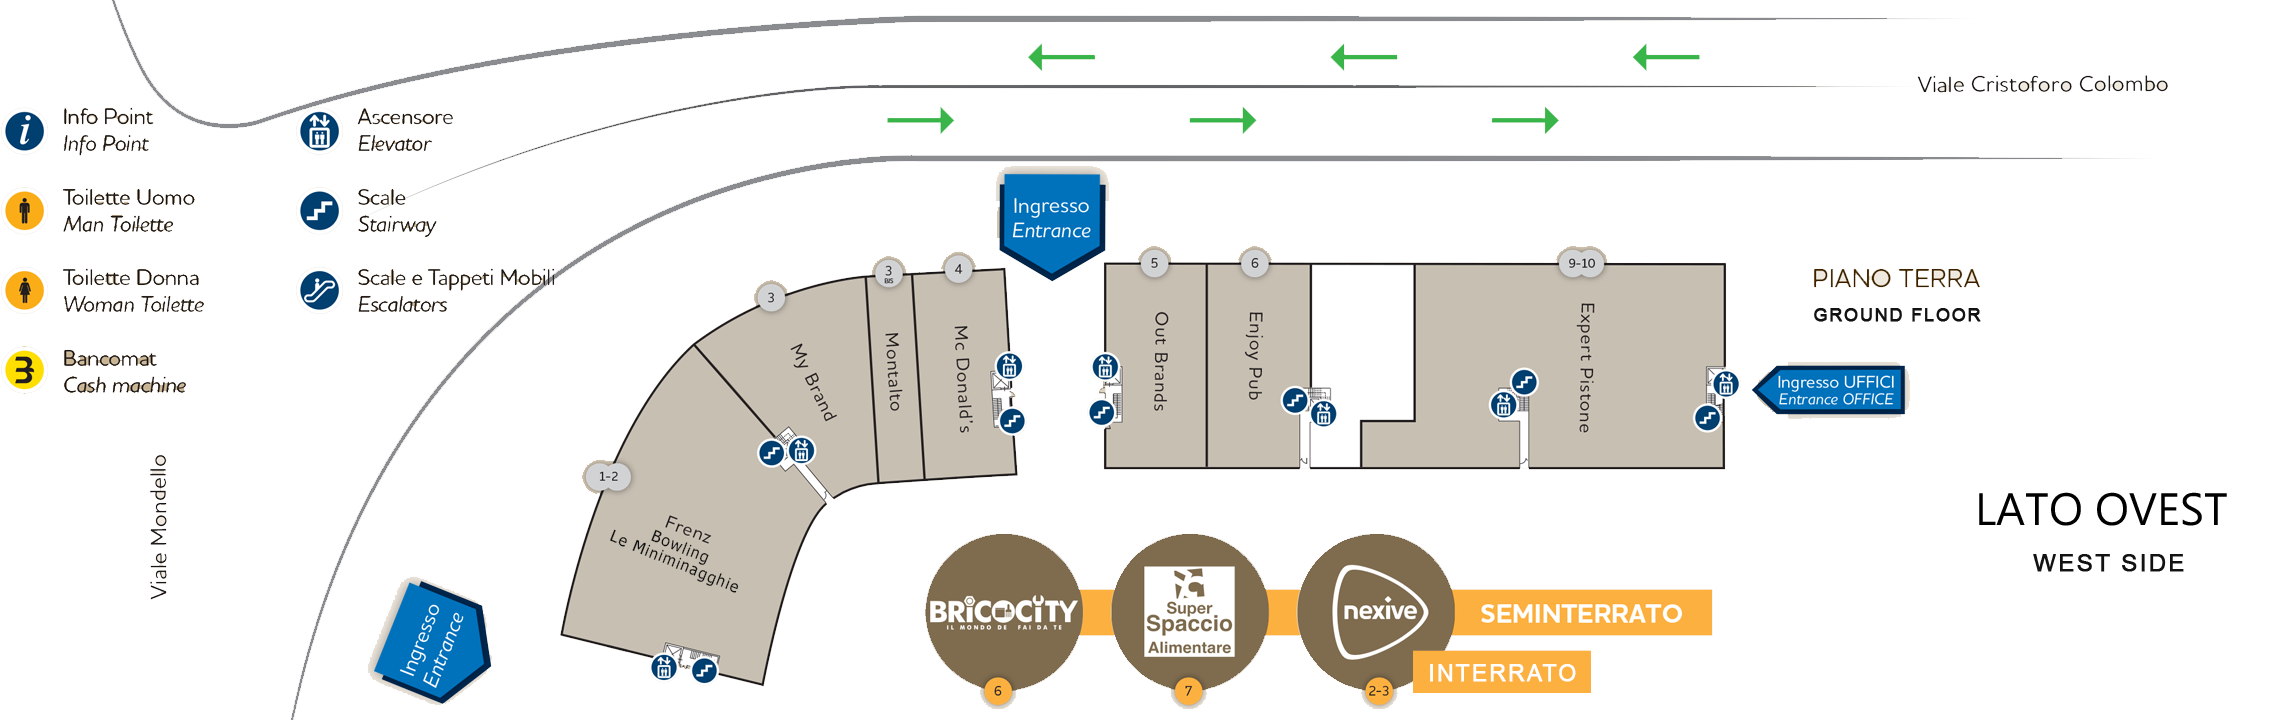 Viale Cristoforo Colombo
i
Info Point
Info Point
Ascensore
Elevator
Toilette Uomo
Man Toilette
Scale
Stairway
Toilette Donna
Woman Toilette
Scale e Tappeti Mobili
Escalators
Bancomat
Cash machine
Viale Mondello
Ingresso
Entrance
Ingresso
Entrance
1-2
Frenz
Bowling
Le Miniminagghie
3
My Brand
3
BIS
Montalto
4
Mc Donald's
5
Out Brands
6
Enjoy Pub
9-10
Expert Pistone
PIANO TERRA
GROUND FLOOR
Ingresso UFFICI
Entrance OFFICE
LATO OVEST
WEST SIDE
BRICOCITY
IL MONDO DE FAI DA TE
6
Super
Spaccio
Alimentare
7
nexive
2-3
SEMINTERRATO
INTERRATO